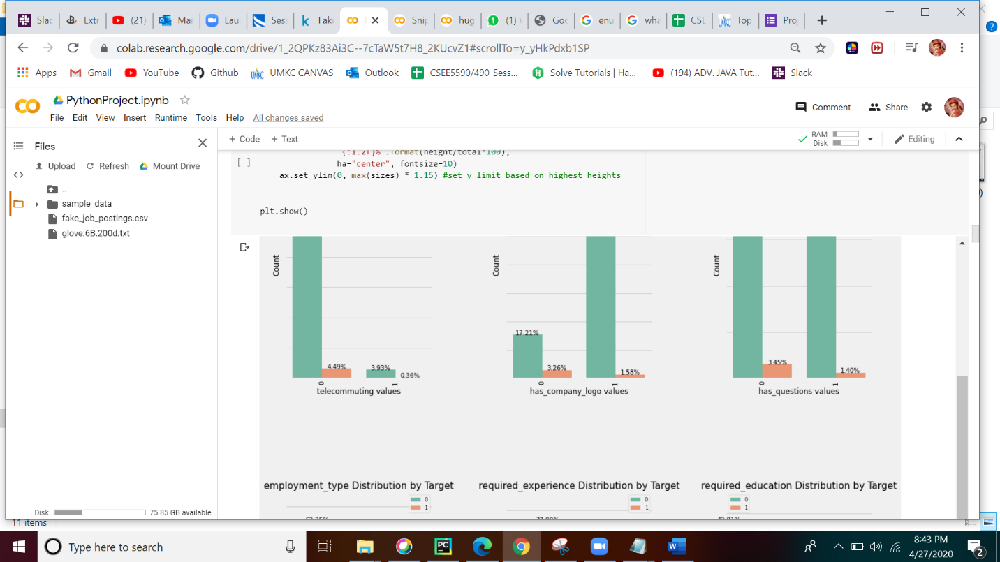 Slac
Extr
(21)
Mai
Lau
Ses
Fake
Snip
hug
(1) \
Goc
enu
wha
CSE
Top
Pro
colab.research.google.com/drive/1_2QPKz83Ai3C--7cTaW5t7H8_2KUcvZ1#scrollTo=y_yHkPdxb1SP
Apps
Gmail
YouTube
Github
UMKC CANVAS
Outlook
CSEE5590/490-Sess...
Solve Tutorials | Ha...
(194) ADV. JAVA Tut...
Slack
PythonProject.ipynb
File Edit View Insert Runtime Tools Help All changes saved
Comment
Share
Files
+ Code + Text
RAM
Disk
Editing
Upload Refresh Mount Drive
..
sample_data
fake_job_postings.csv
glove.6B.200d.txt
{:1.2f}%'.format(height/total*100),
[ ]
ha="center", fontsize=10)
ax.set_ylim(0, max(sizes) * 1.15) #set y limit based on highest heights
plt.show()
Count
4.49%
3.93%
0.36%
0
1
telecommuting values
Count
17.21%
3.26%
1.58%
0
1
has_company_logo values
Count
3.45%
1.40%
0
1
has_questions values
employment_type Distribution by Target
0
1
required_experience Distribution by Target
0
1
37.00%
required_education Distribution by Target
0
1
42.81%
Disk
75.85 GB available
11 items
Type here to search
PC
8:43 PM
4/27/2020
2